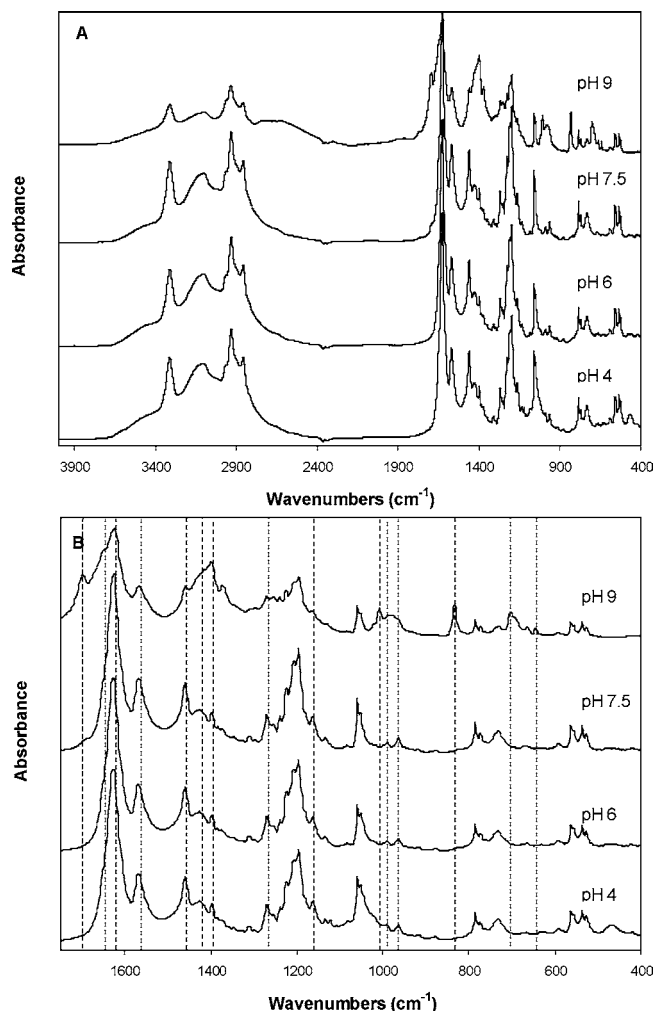 A
pH 9
pH 7.5
pH 6
pH 4
Absorbance
3900 3400 2900 2400 1900 1400 900 400
Wavenumbers (cm-1)
B
pH 9
pH 7.5
pH 6
pH 4
Absorbance
1600 1400 1200 1000 800 600 400
Wavenumbers (cm-1)